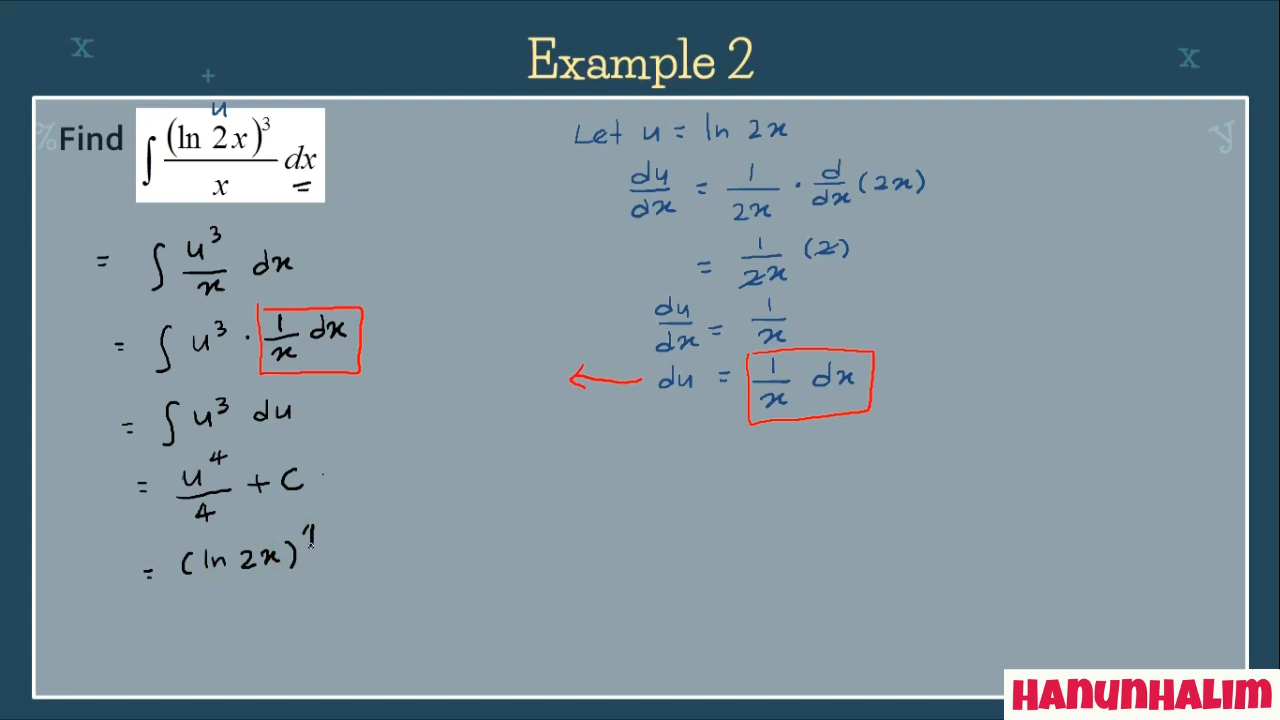 x
x
Example 2
+
u
% Find ∫ (ln 2x)³/x dx
y
= ∫ u³/x dx
= ∫ u³ · 1/x dx
= ∫ u³ du
= u⁴/4 + C
= (ln 2x)
Let u = ln 2x
du/dx = 1/2x · d/dx (2x)
= 1/2x (2)
du/dx = 1/x
← du = 1/x dx
HANUNHALIM